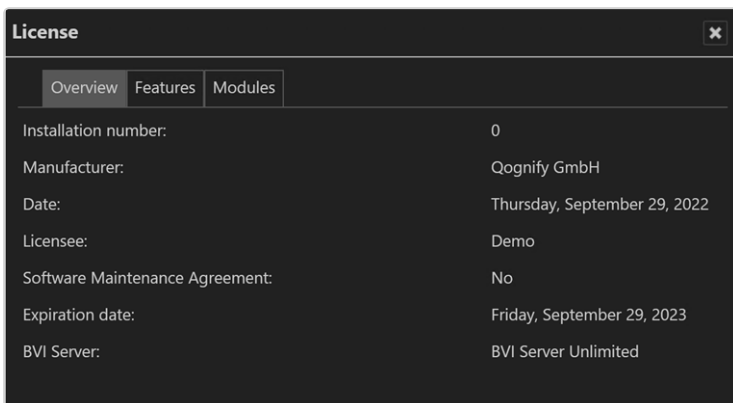 License
Overview Features Modules
Installation number: 0
Manufacturer: Qognify GmbH
Date: Thursday, September 29, 2022
Licensee: Demo
Software Maintenance Agreement: No
Expiration date: Friday, September 29, 2023
BVI Server: BVI Server Unlimited